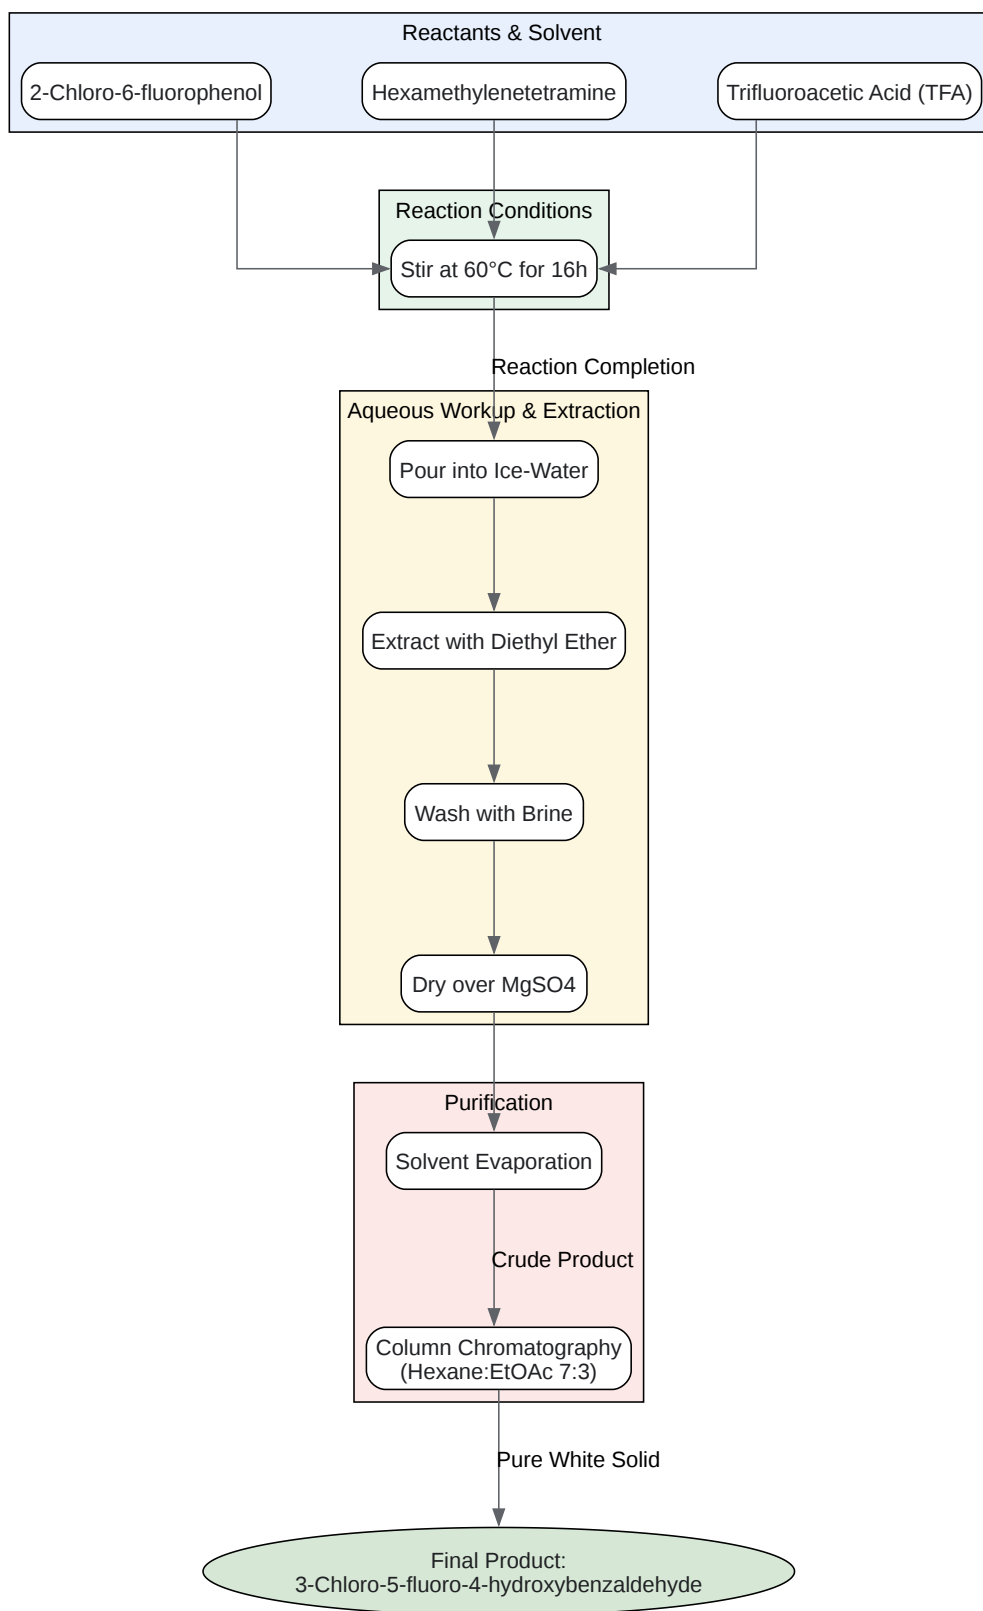 Reactants & Solvent
2-Chloro-6-fluorophenol
Hexamethylenetetramine
Trifluoroacetic Acid (TFA)
Reaction Conditions
Stir at 60°C for 16h
Reaction Completion
Aqueous Workup & Extraction
Pour into Ice-Water
Extract with Diethyl Ether
Wash with Brine
Dry over MgSO4
Purification
Solvent Evaporation
Crude Product
Column Chromatography
(Hexane:EtOAc 7:3)
Pure White Solid
Final Product:
3-Chloro-5-fluoro-4-hydroxybenzaldehyde